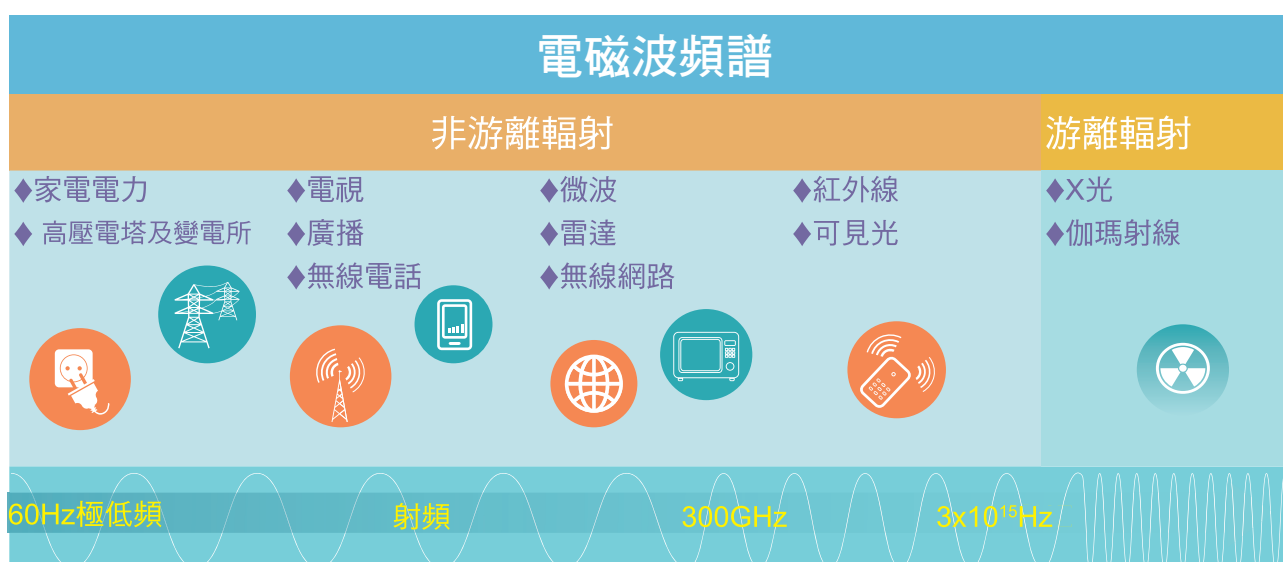 電磁波頻譜
非游離輻射
游離輻射
♦家電電力
♦ 高壓電塔及變電所
♦電視
♦廣播
♦無線電話
♦微波
♦雷達
♦無線網路
♦紅外線
♦可見光
♦X光
♦伽瑪射線
60Hz極低頻
射頻
300GHz
3x10¹⁵Hz